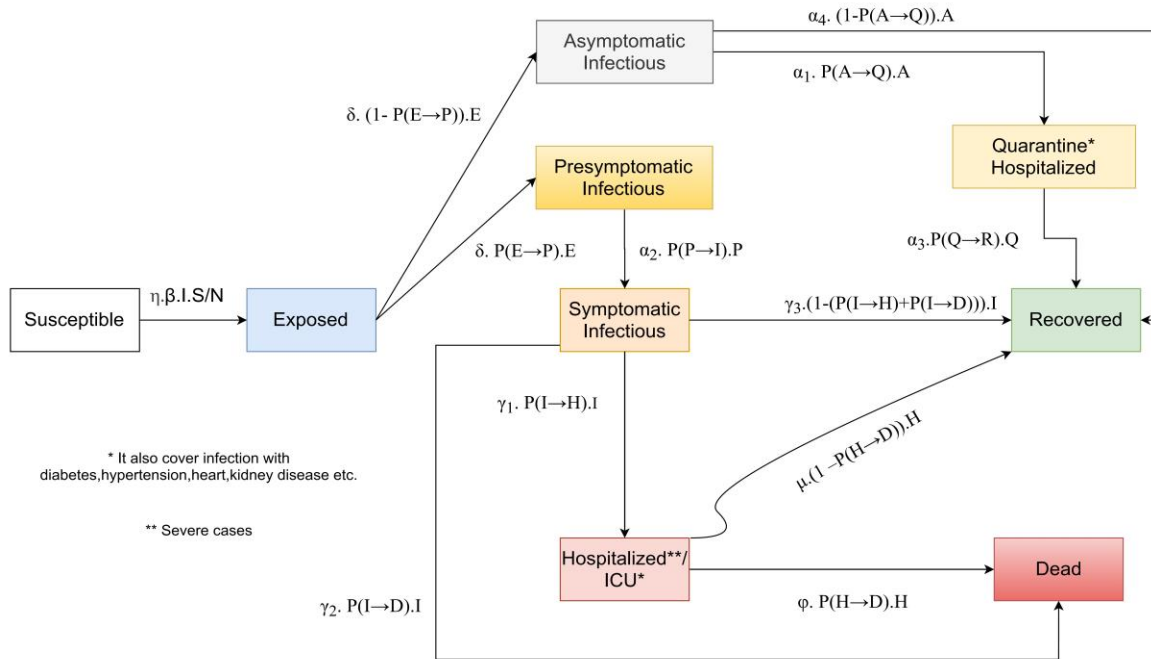 α₄. (1-P(A→Q)).A
Asymptomatic
Infectious
α₁. P(A→Q).A
δ. (1- P(E→P)).E
Quarantine*
Hospitalized
Presymptomatic
Infectious
α₃.P(Q→R).Q
δ. P(E→P).E
α₂. P(P→I).P
η.β.I.S/N
γ₃.(1-(P(I→H)+P(I→D))).I
Susceptible
Exposed
Symptomatic
Infectious
Recovered
γ₁. P(I→H).I
μ.(1 –P(H→D)).H
* It also cover infection with
diabetes,hypertension,heart,kidney disease etc.
** Severe cases
Hospitalized**/
ICU*
Dead
γ₂. P(I→D).I
φ. P(H→D).H